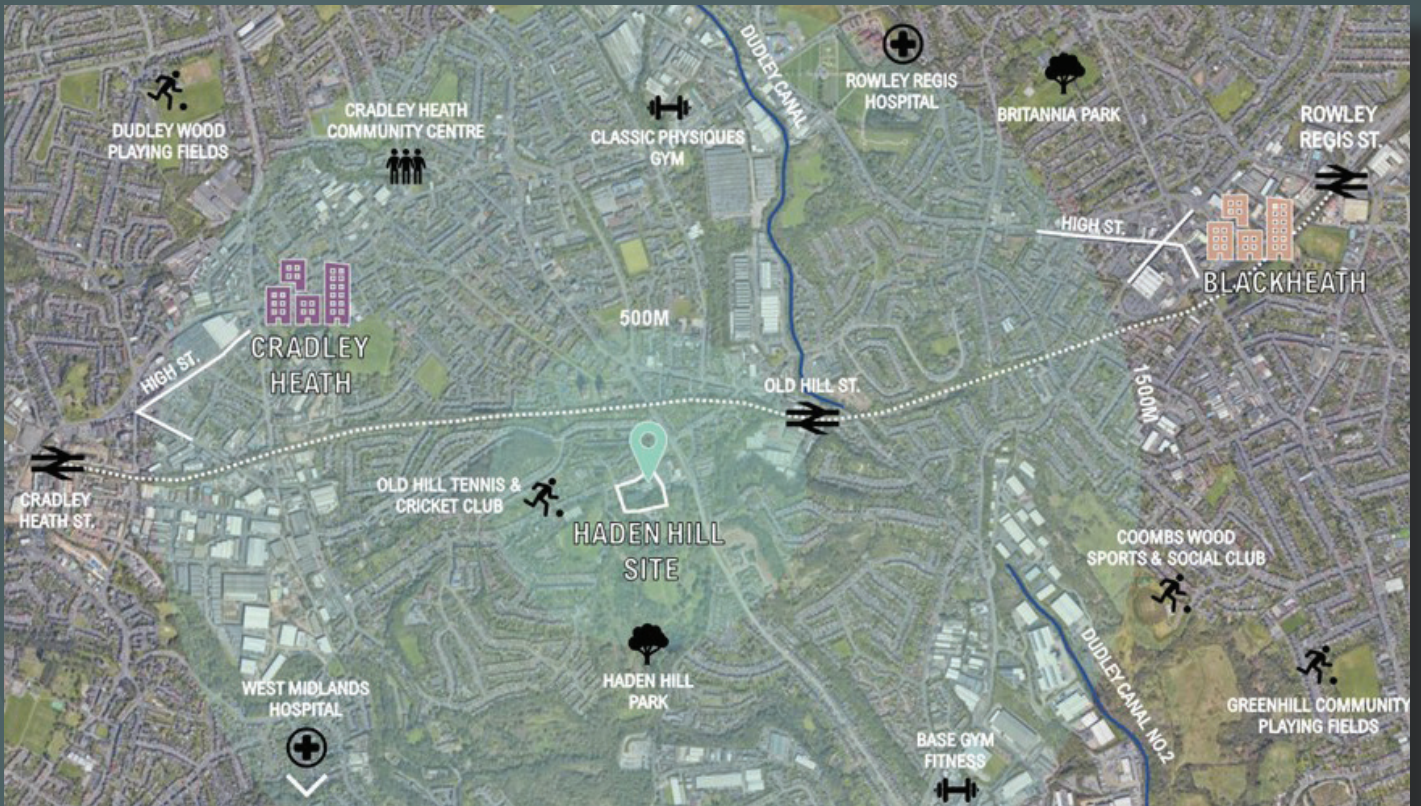 DUDLEY CANAL
ROWLEY REGIS
HOSPITAL
BRITANNIA PARK
ROWLEY
REGIS ST.
DUDLEY WOOD
PLAYING FIELDS
CRADLEY HEATH
COMMUNITY CENTRE
CLASSIC PHYSIQUES
GYM
HIGH ST.
BLACKHEATH
CRADLEY
HEATH
HIGH ST.
500M
OLD HILL ST.
1500M
CRADLEY
HEATH ST.
OLD HILL TENNIS &
CRICKET CLUB
HADEN HILL
SITE
COOMBS WOOD
SPORTS & SOCIAL CLUB
WEST MIDLANDS
HOSPITAL
HADEN HILL
PARK
DUDLEY CANAL NO.2
GREENHILL COMMUNITY
PLAYING FIELDS
BASE GYM
FITNESS